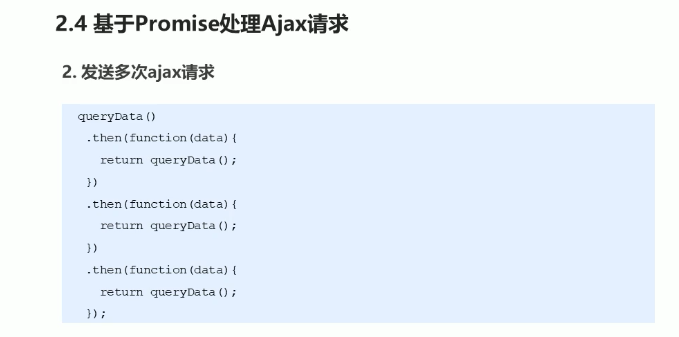 2.4 基于Promise处理Ajax请求
2. 发送多次ajax请求
queryData()
.then(function(data){
return queryData();
})
.then(function(data){
return queryData();
})
.then(function(data){
return queryData();
});